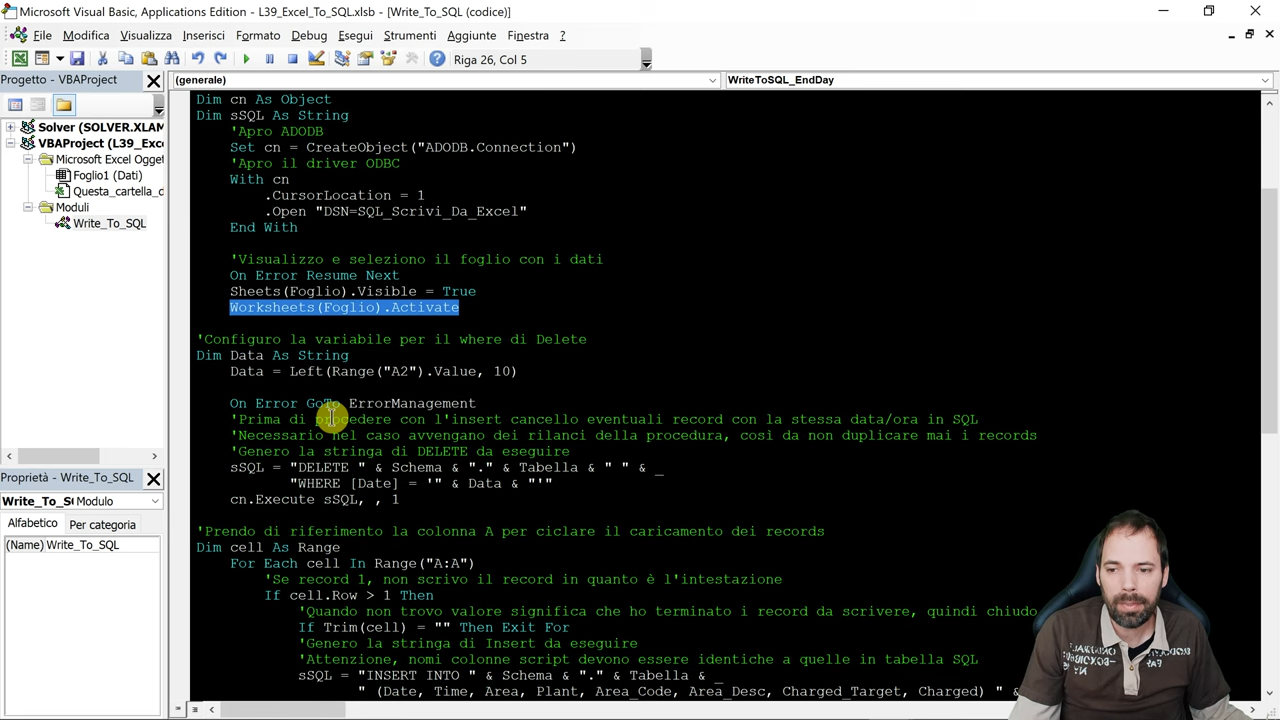 Microsoft Visual Basic, Applications Edition - L39_Excel_To_SQL.xlsb - [Write_To_SQL (codice)]
File Modifica Visualizza Inserisci Formato Debug Esegui Strumenti Aggiunte Finestra ?
Riga 26, Col 5
Progetto - VBAProject
(generale)
WriteToSQL_EndDay
Solver (SOLVER.XLAM
VBAProject (L39_Exce
Microsoft Excel Ogget
Foglio1 (Dati)
Questa_cartella_d
Moduli
Write_To_SQL
Proprietà - Write_To_SQL
Write_To_S Modulo
Alfabetico Per categoria
(Name) Write_To_SQL
Dim cn As Object
Dim sSQL As String
'Apro ADODB
Set cn = CreateObject("ADODB.Connection")
'Apro il driver ODBC
With cn
.CursorLocation = 1
.Open "DSN=SQL_Scrivi_Da_Excel"
End With
'Visualizzo e seleziono il foglio con i dati
On Error Resume Next
Sheets(Foglio).Visible = True
Worksheets(Foglio).Activate
'Configuro la variabile per il where di Delete
Dim Data As String
Data = Left(Range("A2").Value, 10)
On Error GoTo ErrorManagement
'Prima di procedere con l'insert cancello eventuali record con la stessa data/ora in SQL
'Necessario nel caso avvengano dei rilanci della procedura, così da non duplicare mai i records
'Genero la stringa di DELETE da eseguire
sSQL = "DELETE " & Schema & "." & Tabella & " " & _
"WHERE [Date] = '" & Data & "'"
cn.Execute sSQL, , 1
'Prendo di riferimento la colonna A per ciclare il caricamento dei records
Dim cell As Range
For Each cell In Range("A:A")
'Se record 1, non scrivo il record in quanto è l'intestazione
If cell.Row > 1 Then
'Quando non trovo valore significa che ho terminato i record da scrivere, quindi chiudo
If Trim(cell) = "" Then Exit For
'Genero la stringa di Insert da eseguire
'Attenzione, nomi colonne script devono essere identiche a quelle in tabella SQL
sSQL = "INSERT INTO " & Schema & "." & Tabella & _
" (Date, Time, Area, Plant, Area_Code, Area_Desc, Charged_Target, Charged) " &